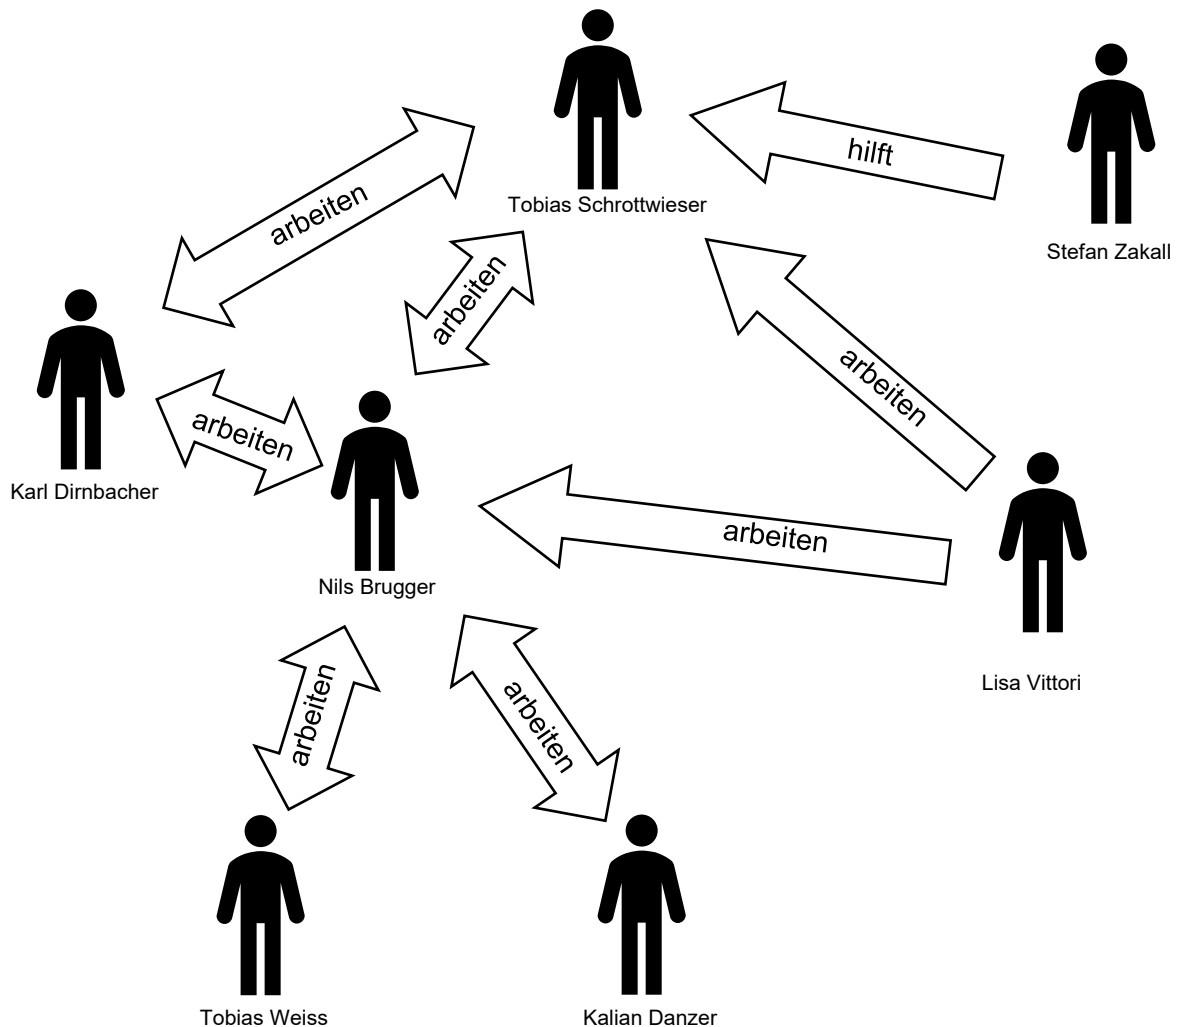 Tobias Schrottwieser
hilft
Stefan Zakall
arbeiten
arbeiten
arbeiten
arbeiten
Karl Dirnbacher
Nils Brugger
arbeiten
Lisa Vittori
arbeiten
arbeiten
Tobias Weiss
Kalian Danzer